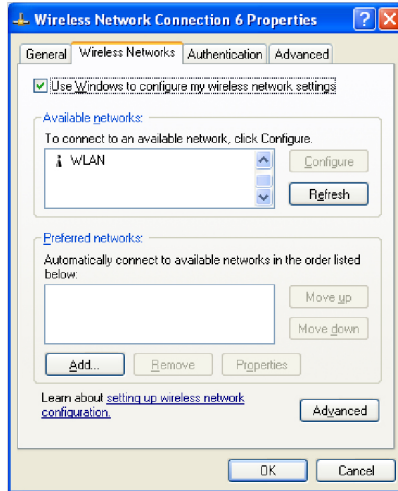 Wireless Network Connection 6 Properties
General Wireless Networks Authentication Advanced
Use Windows to configure my wireless network settings
Available networks:
To connect to an available network, click Configure.
WLAN
Configure
Refresh
Preferred networks:
Automatically connect to available networks in the order listed
below:
Move up
Move down
Add... Remove Properties
Learn about setting up wireless network
configuration.
Advanced
OK Cancel